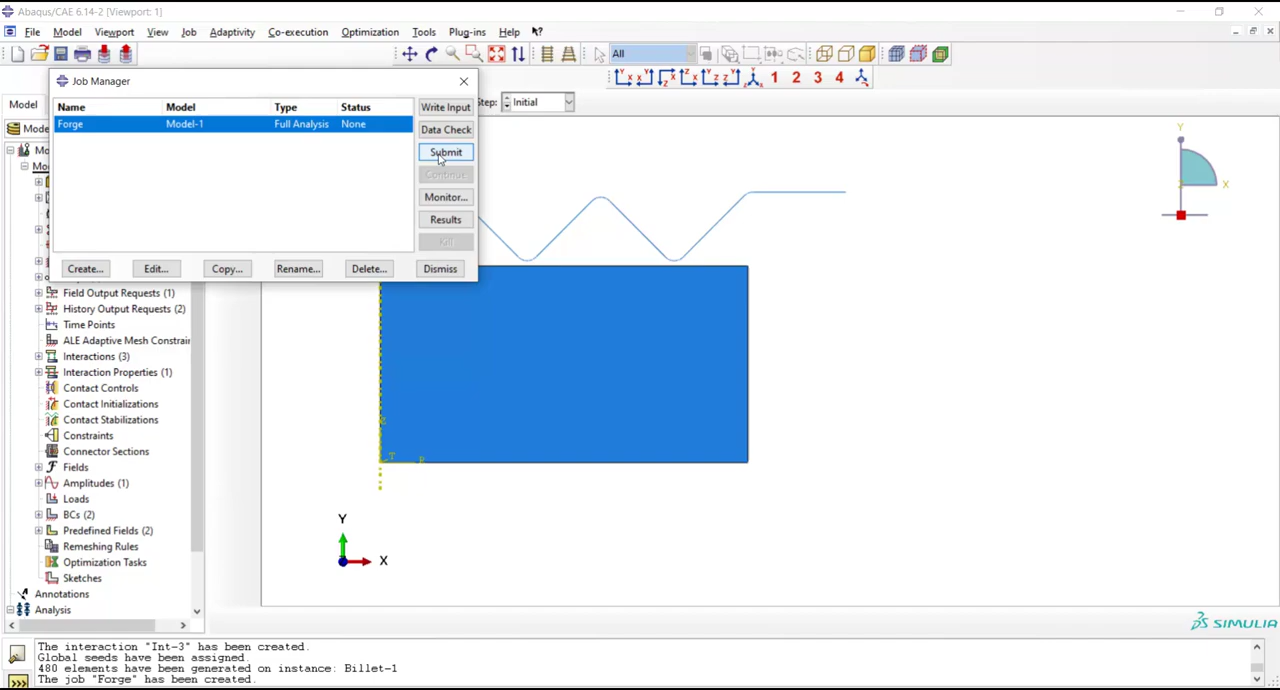 Abaqus/CAE 6.14-2 [Viewport: 1]
File Model Viewport View Job Adaptivity Co-execution Optimization Tools Plug-ins Help
All
1 2 3 4
Job Manager
Model
Step: Initial
Name Model Type Status
Forge Model-1 Full Analysis None
Write Input
Data Check
Submit
Continue
Monitor...
Results
Kill
Create... Edit... Copy... Rename... Delete... Dismiss
Field Output Requests (1)
History Output Requests (2)
Time Points
ALE Adaptive Mesh Constrai
Interactions (3)
Interaction Properties (1)
Contact Controls
Contact Initializations
Contact Stabilizations
Constraints
Connector Sections
Fields
Amplitudes (1)
Loads
BCs (2)
Predefined Fields (2)
Remeshing Rules
Optimization Tasks
Sketches
Annotations
Analysis
Y
X
Z
T R
Y
X
SIMULIA
The interaction "Int-3" has been created.
Global seeds have been assigned.
480 elements have been generated on instance: Billet-1
The job "Forge" has been created.